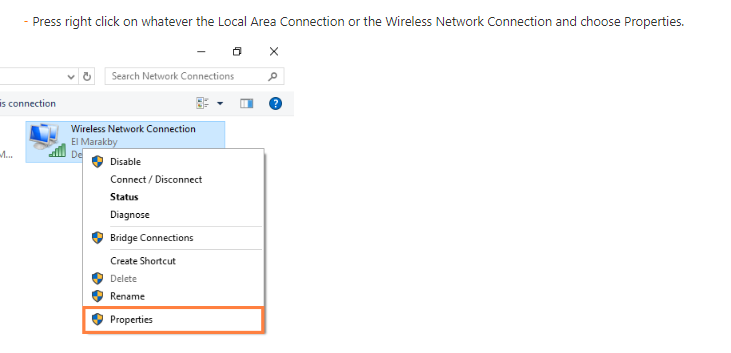 - Press right click on whatever the Local Area Connection or the Wireless Network Connection and choose Properties.
Search Network Connections
is connection
Wireless Network Connection
El Marakby
M...
De
Disable
Connect / Disconnect
Status
Diagnose
Bridge Connections
Create Shortcut
Delete
Rename
Properties